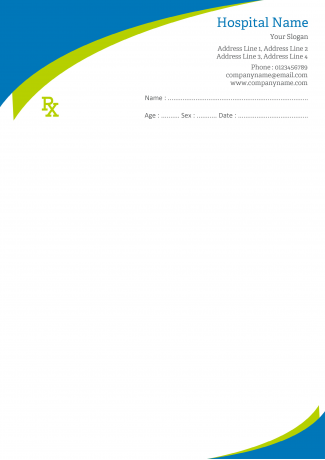 Hospital Name
Your Slogan
Address Line 1, Address Line 2
Address Line 3, Address Line 4
Phone : 0123456789
companyname@email.com
www.companyname.com
Rx
Name : ................................................................
Age : .......... Sex : ........... Date : ...................................